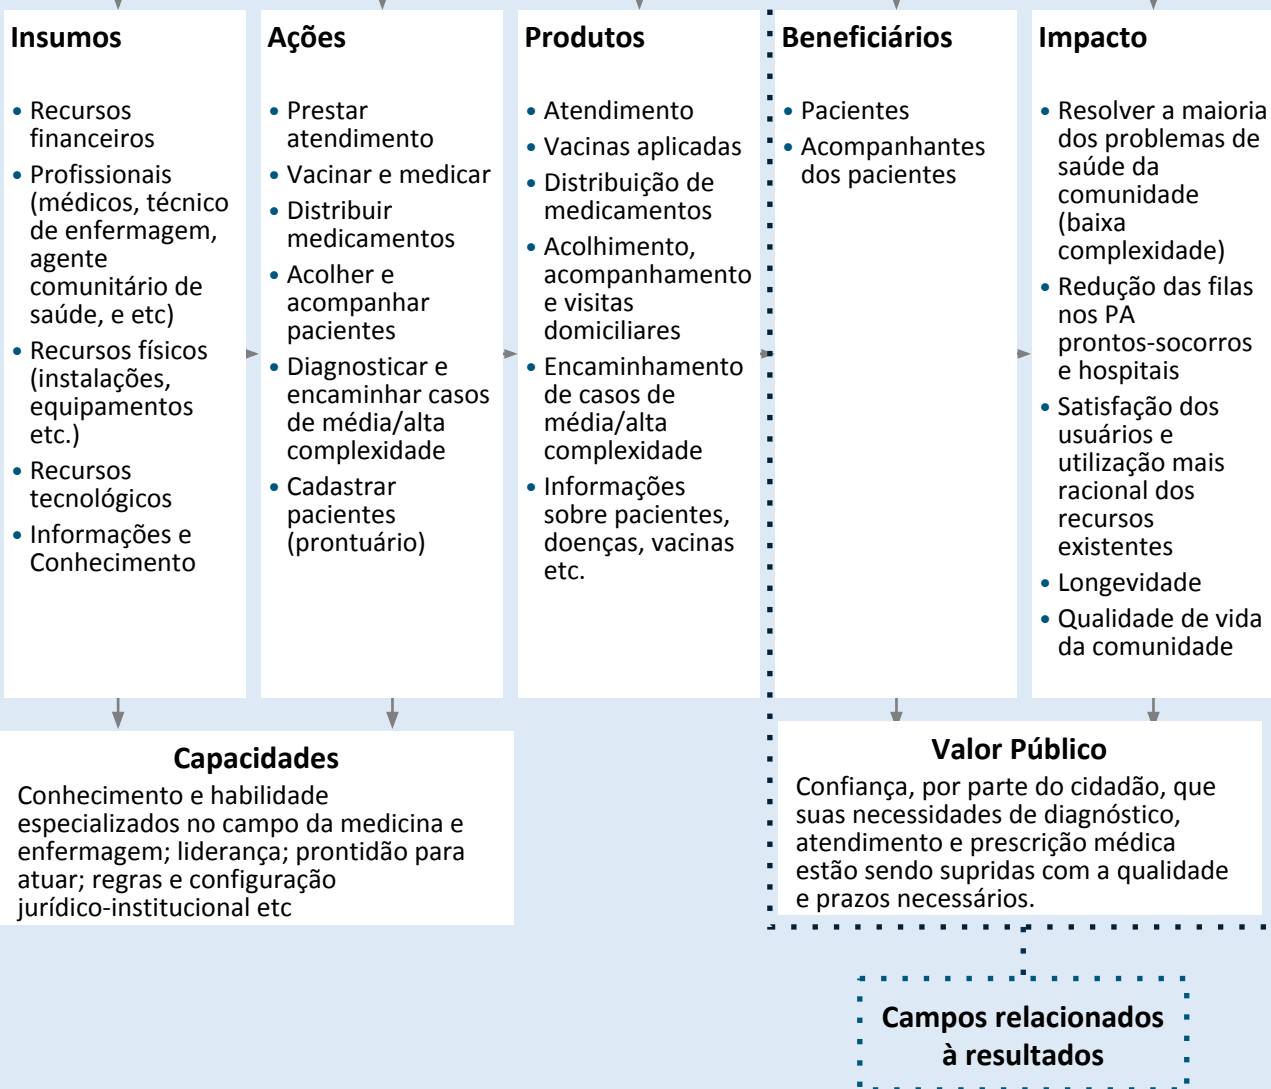 Insumos
• Recursos
financeiros
• Profissionais
(médicos, técnico
de enfermagem,
agente
comunitário de
saúde, e etc)
• Recursos físicos
(instalações,
equipamentos
etc.)
• Recursos
tecnológicos
• Informações e
Conhecimento
Ações
• Prestar
atendimento
• Vacinar e medicar
• Distribuir
medicamentos
• Acolher e
acompanhar
pacientes
• Diagnosticar e
encaminhar casos
de média/alta
complexidade
• Cadastrar
pacientes
(prontuário)
Produtos
• Atendimento
• Vacinas aplicadas
• Distribuição de
medicamentos
• Acolhimento,
acompanhamento
e visitas
domiciliares
• Encaminhamento
de casos de
média/alta
complexidade
• Informações
sobre pacientes,
doenças, vacinas
etc.
Beneficiários
• Pacientes
• Acompanhantes
dos pacientes
Impacto
• Resolver a maioria
dos problemas de
saúde da
comunidade
(baixa
complexidade)
• Redução das filas
nos PA
prontos-socorros
e hospitais
• Satisfação dos
usuários e
utilização mais
racional dos
recursos
existentes
• Longevidade
• Qualidade de vida
da comunidade
Capacidades
Conhecimento e habilidade
especializados no campo da medicina e
enfermagem; liderança; prontidão para
atuar; regras e configuração
jurídico-institucional etc
Valor Público
Confiança, por parte do cidadão, que
suas necessidades de diagnóstico,
atendimento e prescrição médica
estão sendo supridas com a qualidade
e prazos necessários.
Campos relacionados
à resultados